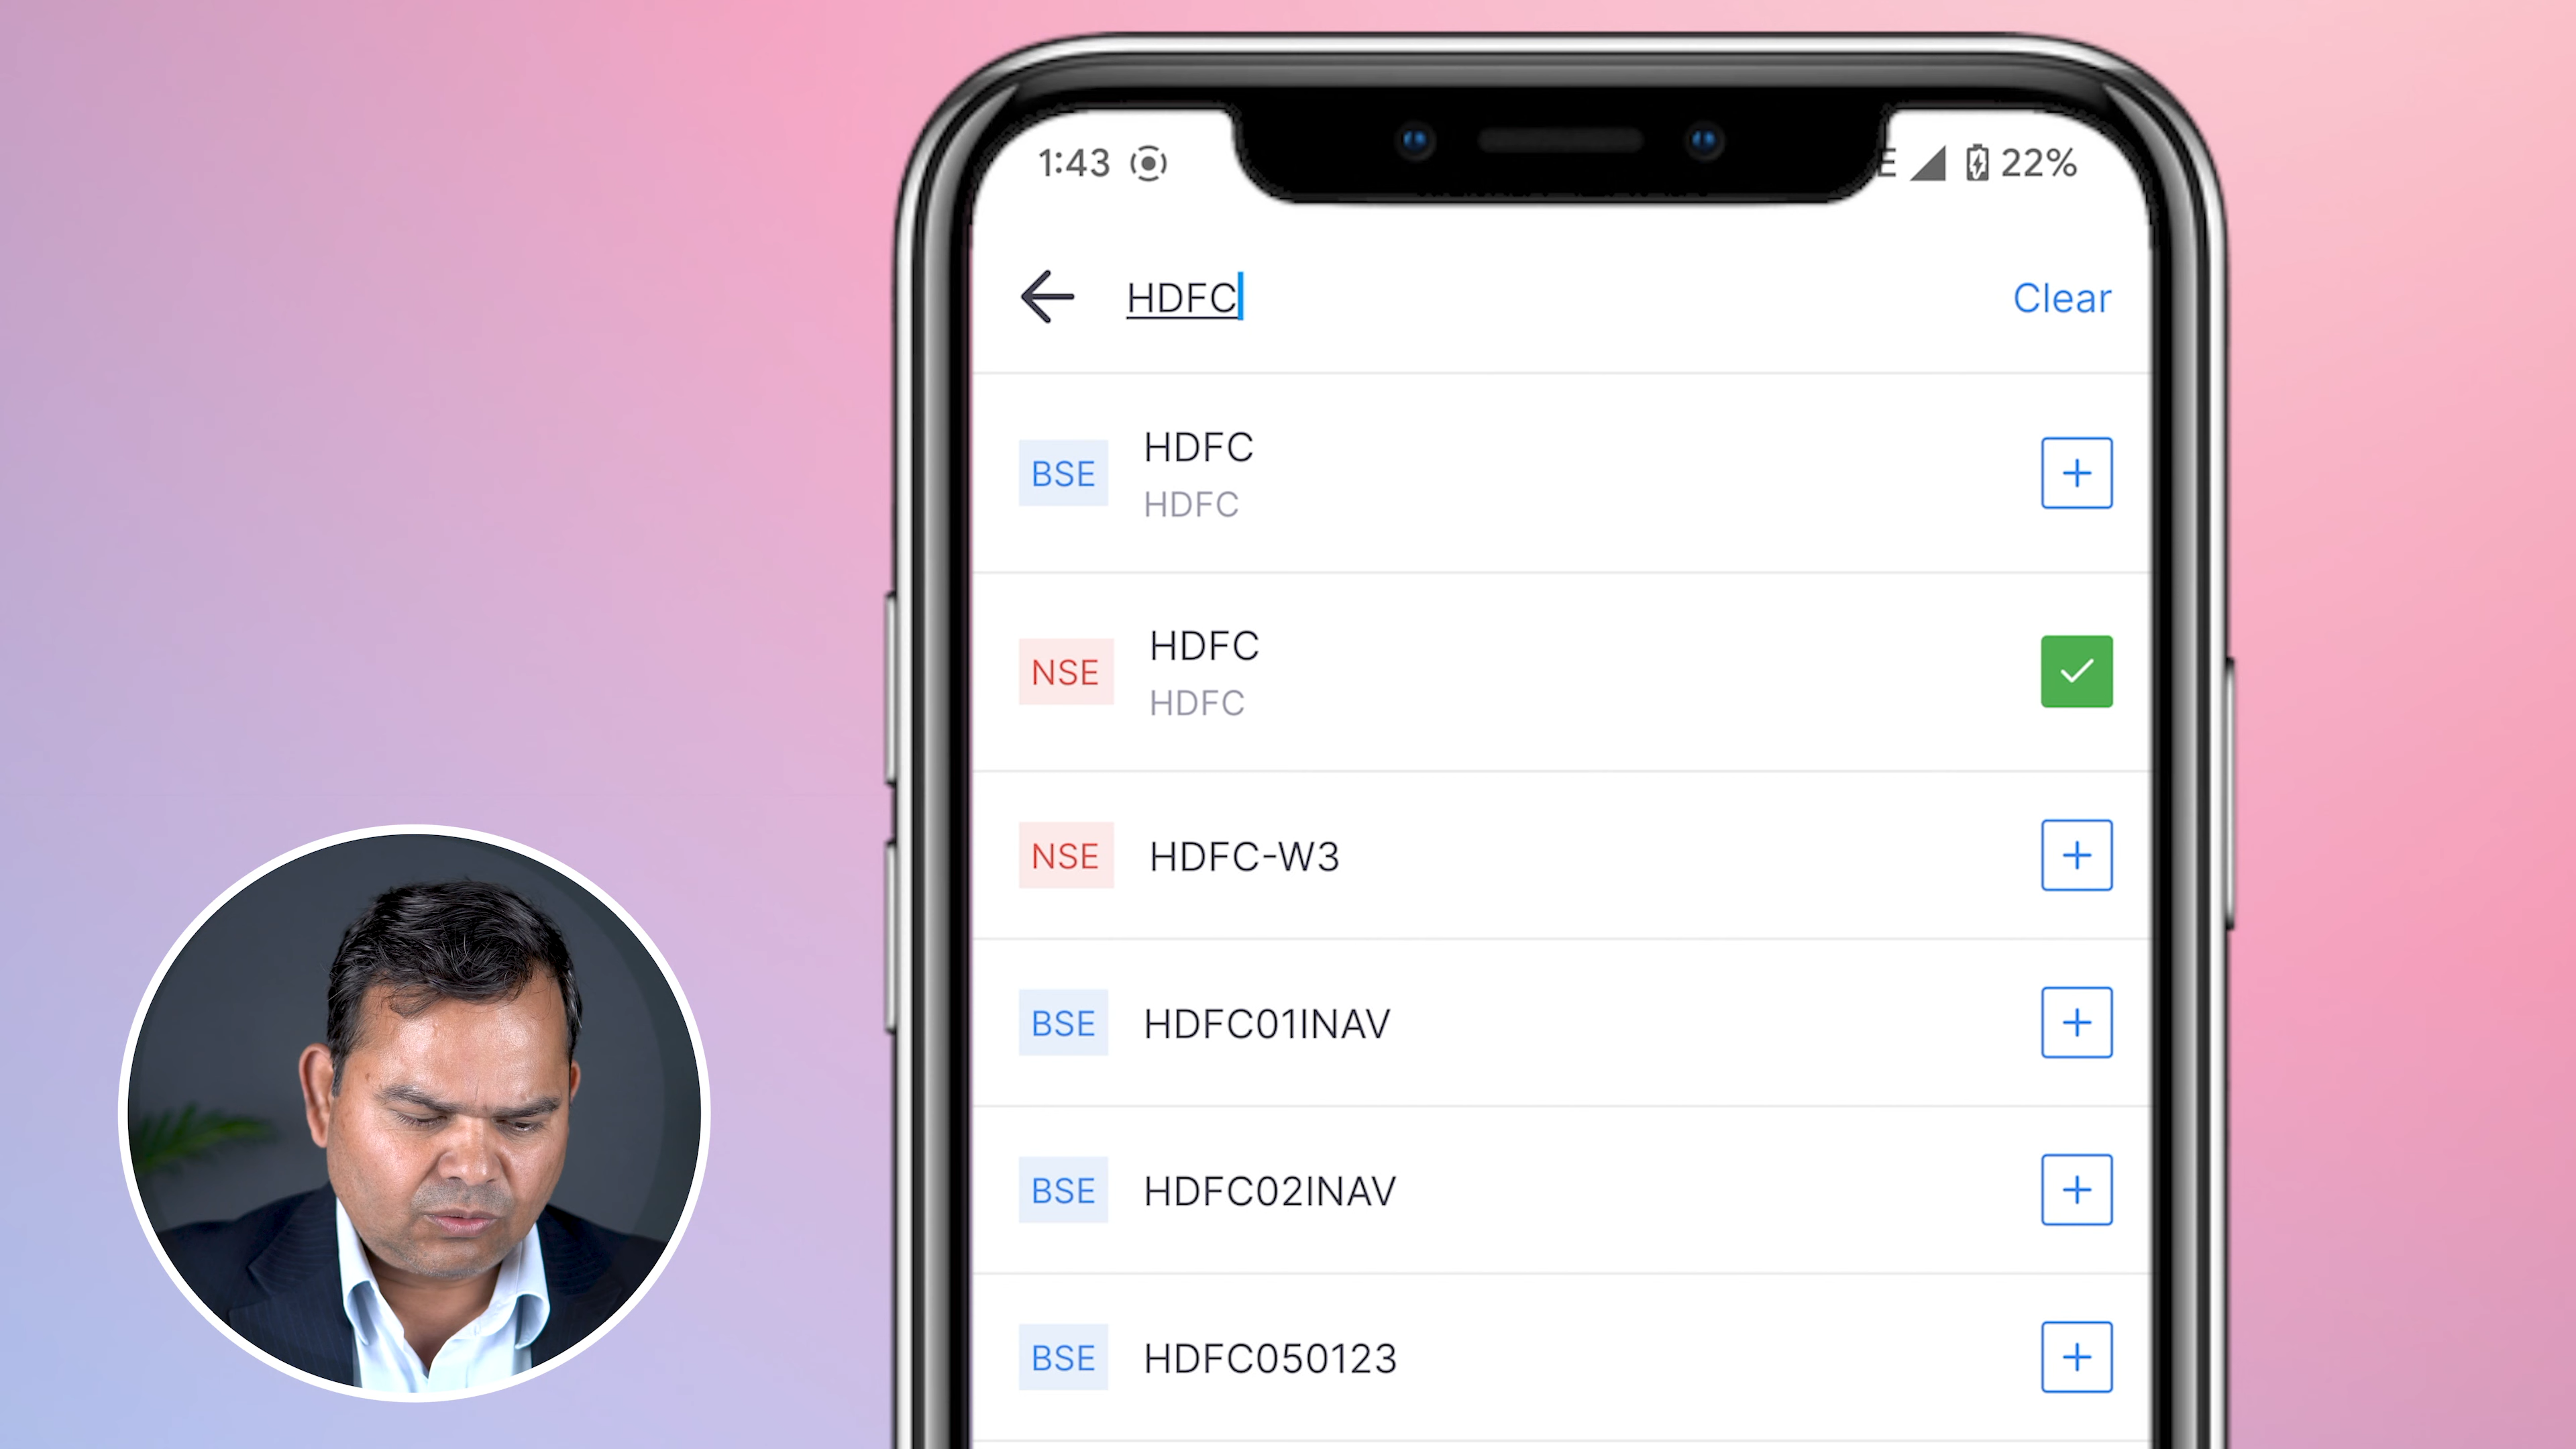 1:43 E 22%
HDFC Clear
BSE HDFC
HDFC
NSE HDFC
HDFC
NSE HDFC-W3
BSE HDFC01INAV
BSE HDFC02INAV
BSE HDFC050123